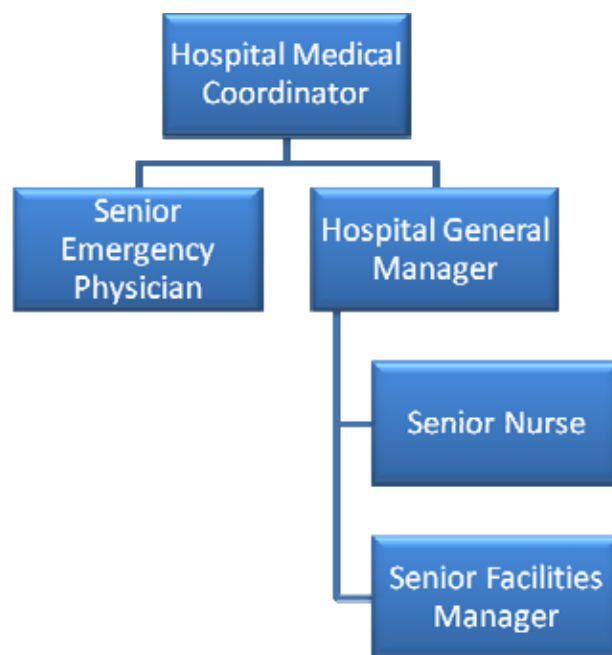 Hospital Medical
Coordinator
Senior
Emergency
Physician
Hospital General
Manager
Senior Nurse
Senior Facilities
Manager